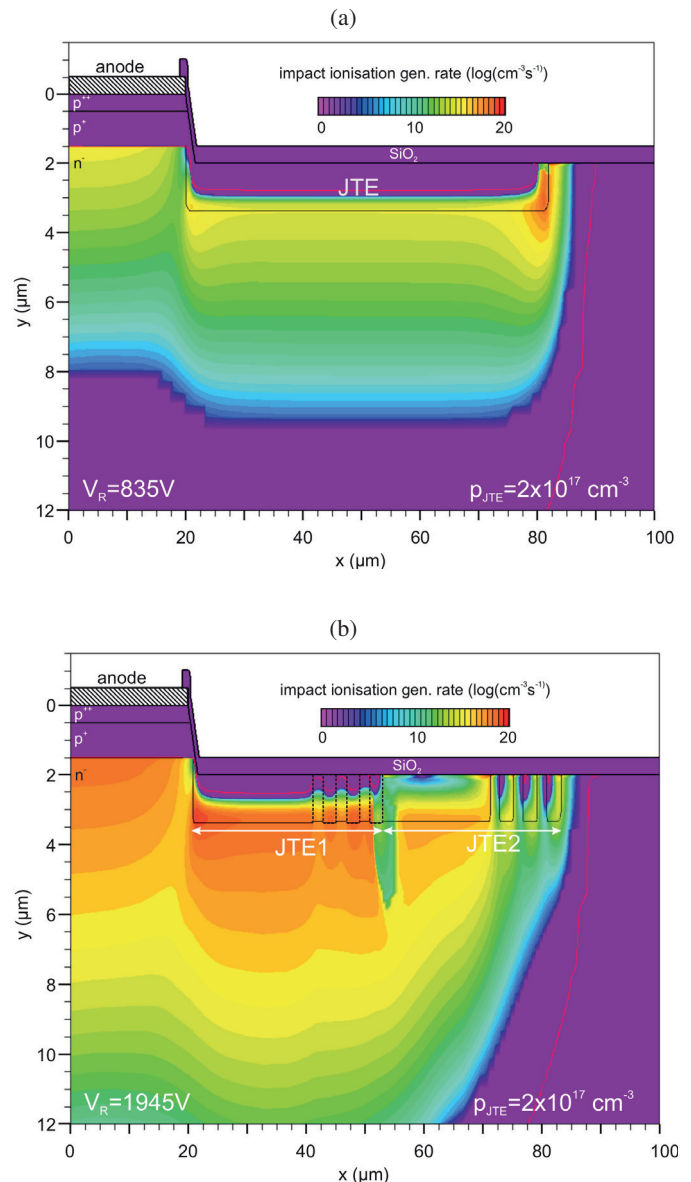 (a)
anode
impact ionisation gen. rate (log(cm⁻³s⁻¹))
0 10 20
p⁺⁺
p⁺
n⁻
SiO₂
JTE
0
2
4
6
8
10
12
y (µm)
V_R=835V
p_JTE=2x10¹⁷ cm⁻³
0 20 40 60 80 100
x (µm)
(b)
anode
impact ionisation gen. rate (log(cm⁻³s⁻¹))
0 10 20
p⁺⁺
p⁺
n⁻
SiO₂
JTE1
JTE2
0
2
4
6
8
10
12
y (µm)
V_R=1945V
p_JTE=2x10¹⁷ cm⁻³
0 20 40 60 80 100
x (µm)